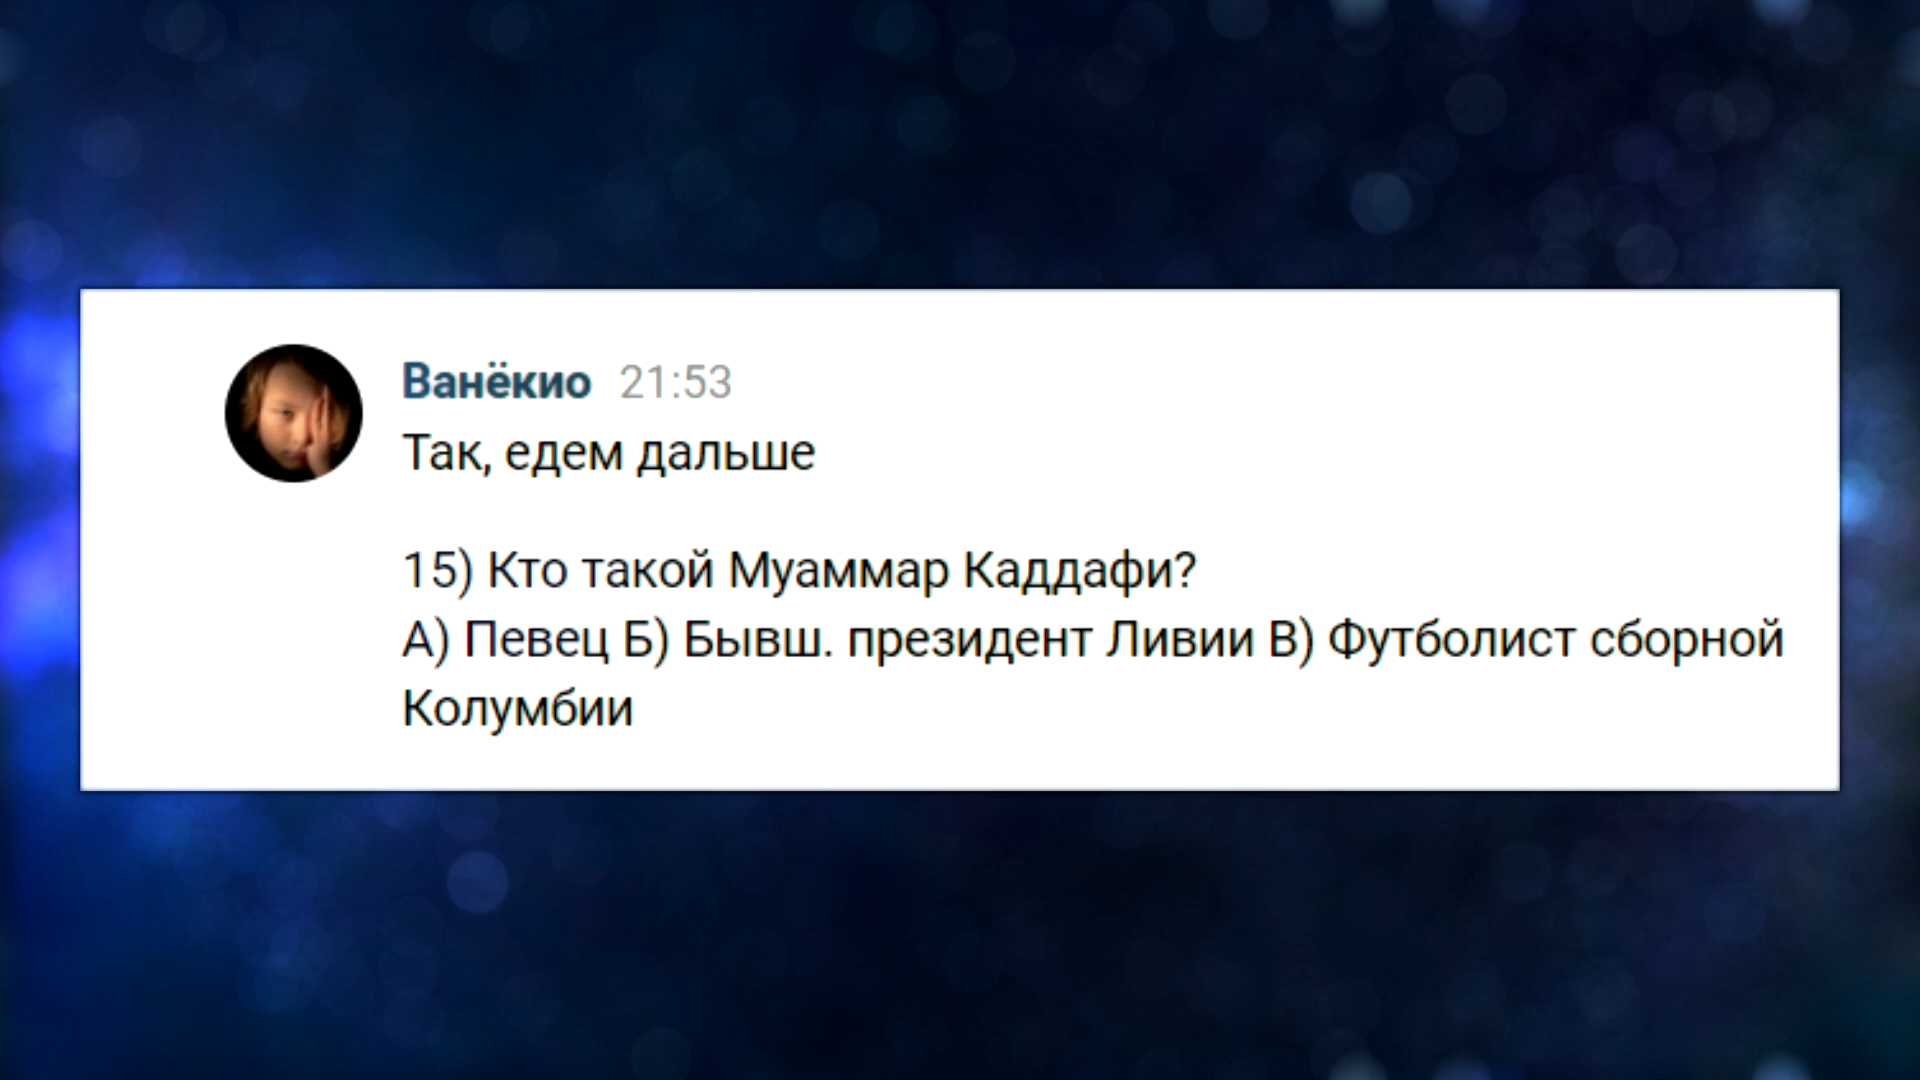 Ванёкио 21:53
Так, едем дальше
15) Кто такой Муаммар Каддафи?
А) Певец Б) Бывш. президент Ливии В) Футболист сборной
Колумбии